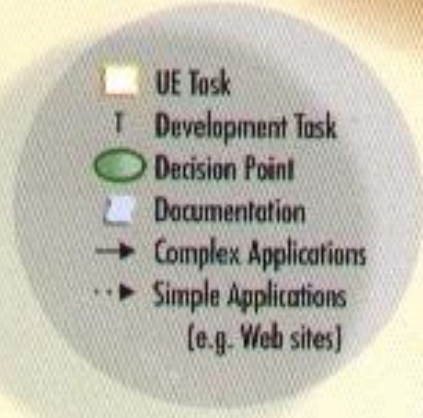 UE Task
T Development Task
Decision Point
Documentation
Complex Applications
Simple Applications
(e.g. Web sites)